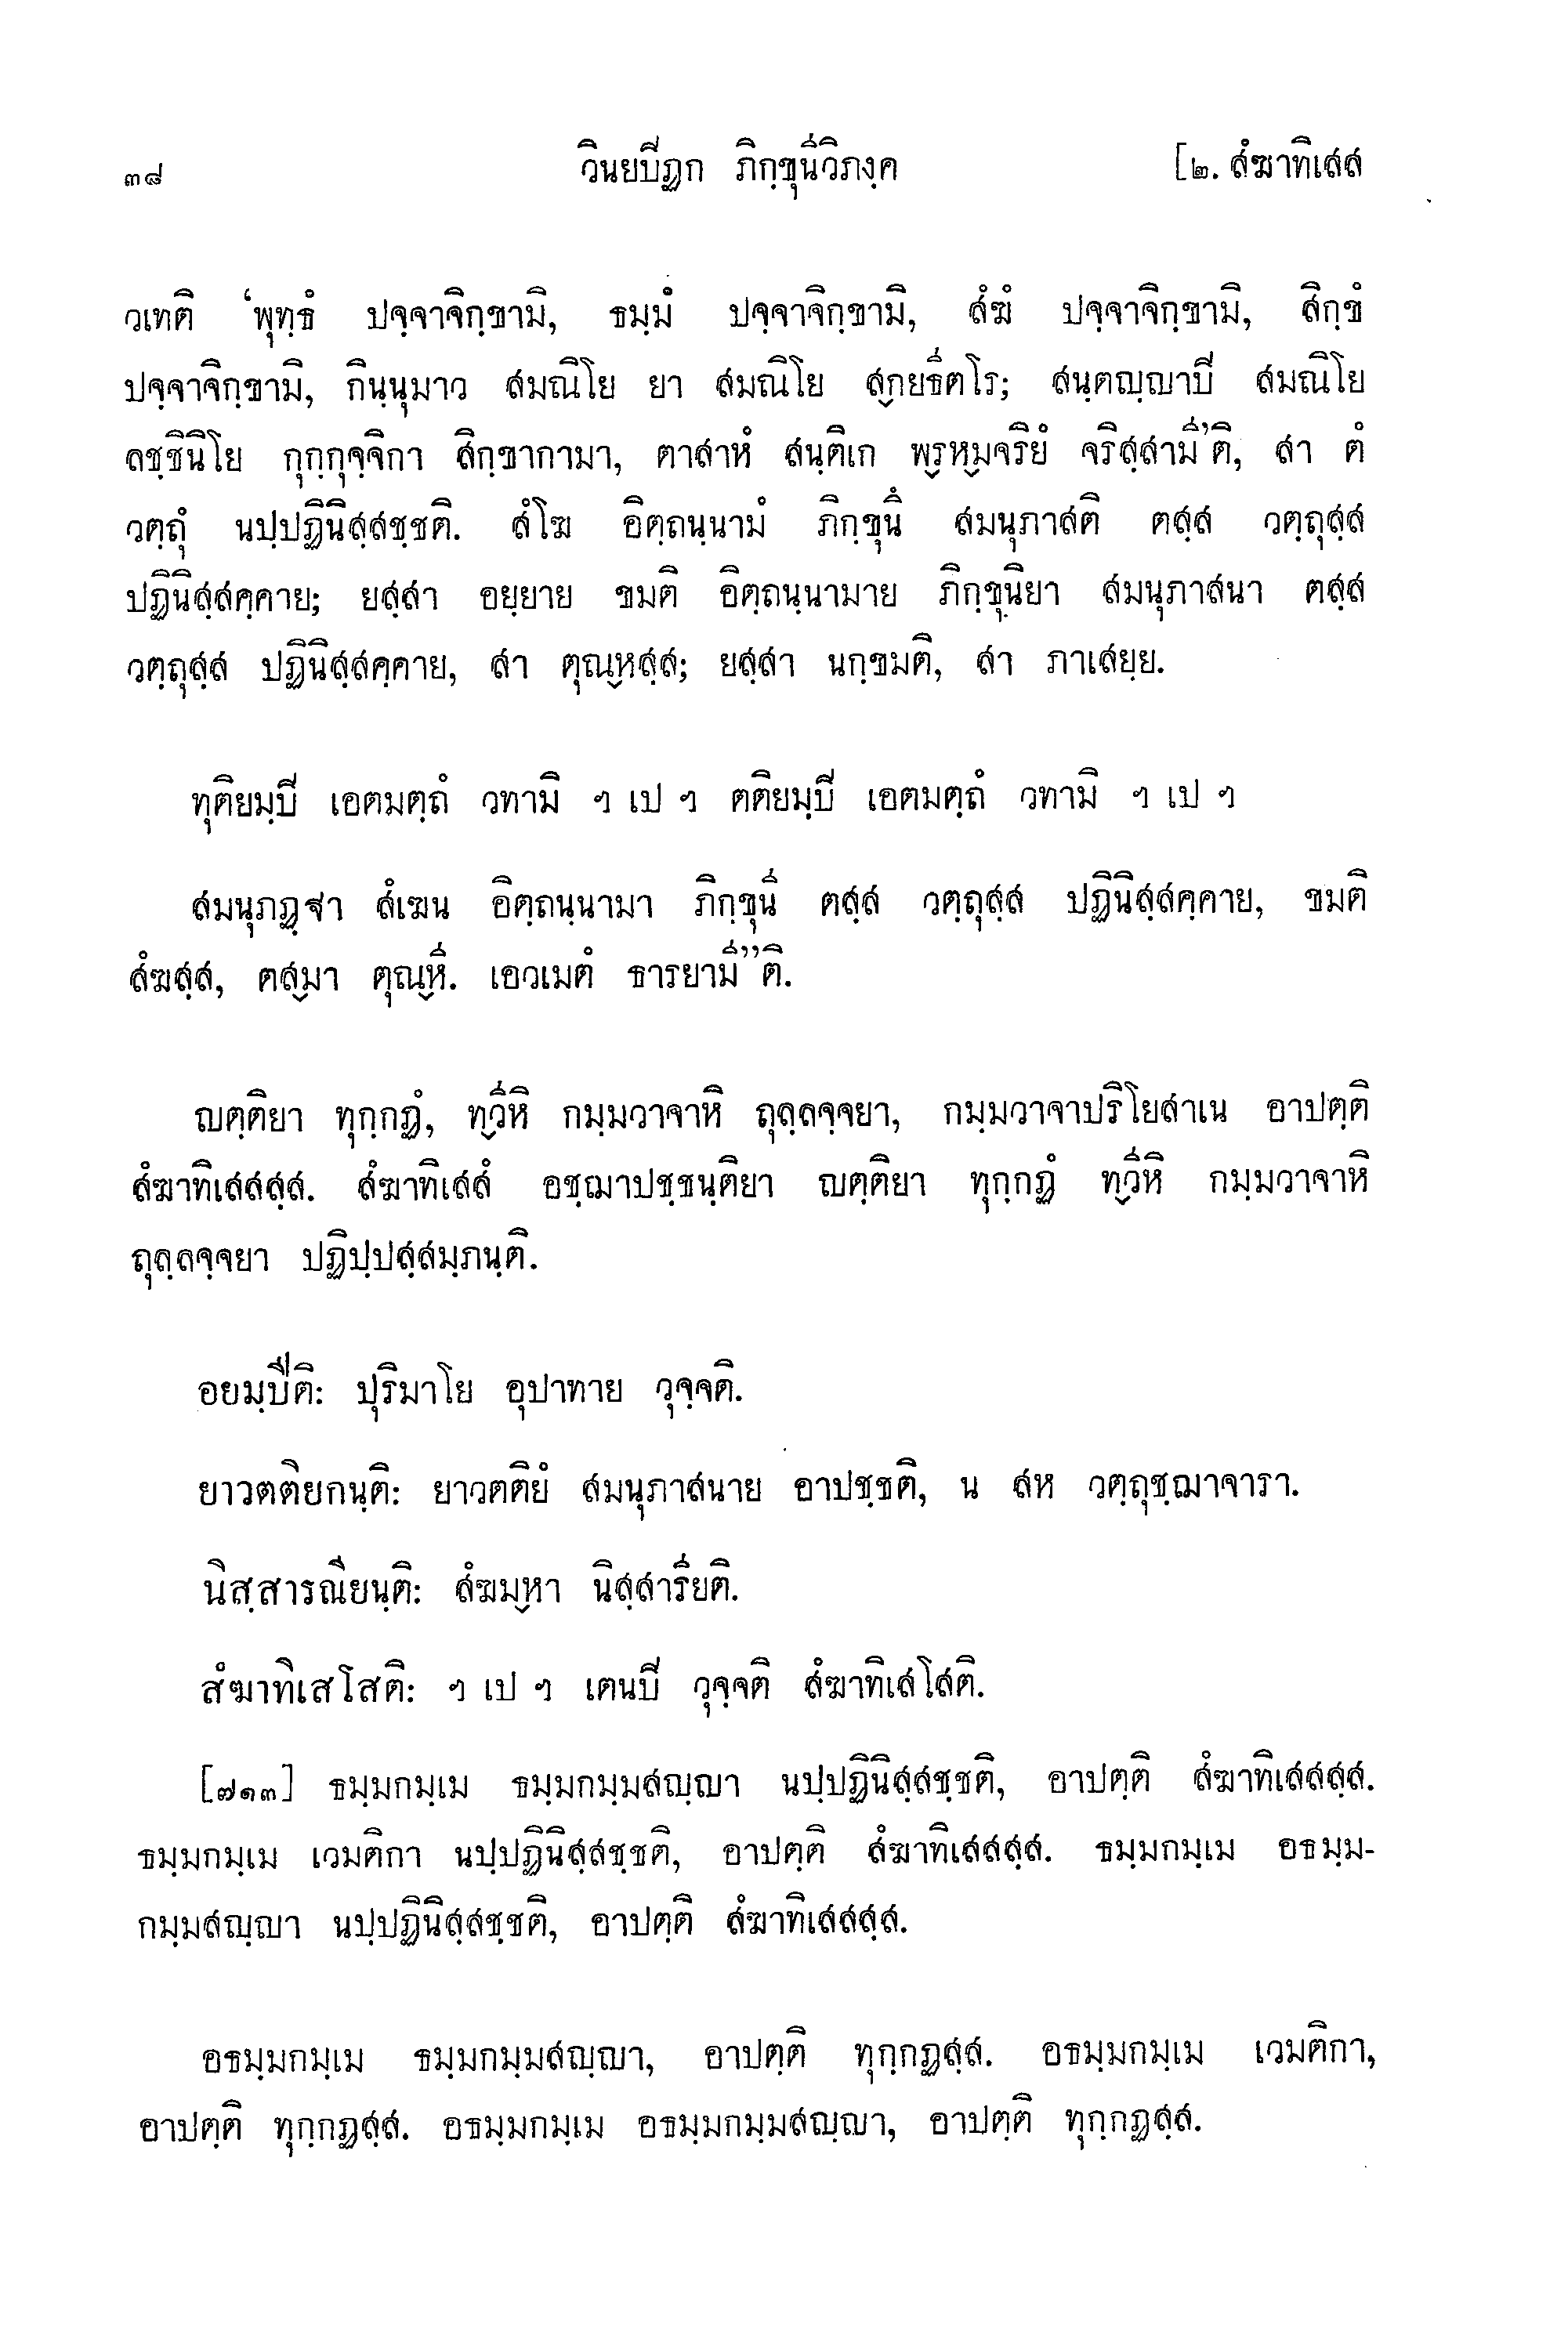 ๓๘ วินยปิฏก ภิกฺขุนีวิภงฺค [๒. สํฆาทิเสส
วเทติ ‘พุทฺธํ ปจฺจาจิกฺขามิ, ธมฺมํ ปจฺจาจิกฺขามิ, สํฆํ ปจฺจาจิกฺขามิ, สิกฺขํ
ปจฺจาจิกฺขามิ, กินฺนุมาว สมณิโย ยา สมณิโย ส๎กยธีตโร; สนฺตญฺญาปิ สมณิโย
ลชฺชินิโย กุกฺกุจฺจิกา สิกฺขากามา, ตาสาหํ สนฺติเก พ๎รห๎มจริยํ จริสฺสามี’ติ, สา ตํ
วตฺถุํ นปฺปฏินิสฺสชฺชติ. สํโฆ อิตฺถนฺนามํ ภิกฺขุนึ สมนุภาสติ ตสฺส วตฺถุสฺส
ปฏินิสฺสคฺคาย; ยสฺสา อยฺยาย ขมติ อิตฺถนฺนามาย ภิกฺขุนิยา สมนุภาสนา ตสฺส
วตฺถุสฺส ปฏินิสฺสคฺคาย, สา ตุณ๎หสฺส; ยสฺสา นกฺขมติ, สา ภาเสยฺย.
ทุติยมฺปิ เอตมตฺถํ วทามิ ฯ เป ฯ ตติยมฺปิ เอตมตฺถํ วทามิ ฯ เป ฯ
สมนุภฏฺฐา สํเฆน อิตฺถนฺนามา ภิกฺขุนี ตสฺส วตฺถุสฺส ปฏินิสฺสคฺคาย, ขมติ
สํฆสฺส, ตส๎มา ตุณ๎หี. เอวเมตํ ธารยามี”ติ.
ญตฺติยา ทุกฺกฏํ, ท๎วีหิ กมฺมวาจาหิ ถุลฺลจฺจยา, กมฺมวาจาปริโยสาเน อาปตฺติ
สํฆาทิเสสสฺส. สํฆาทิเสสํ อชฺฌาปชฺชนฺติยา ญตฺติยา ทุกฺกฏํ ท๎วีหิ กมฺมวาจาหิ
ถุลฺลจฺจยา ปฏิปฺปสฺสมฺภนฺติ.
อยมฺปีติ: ปุริมาโย อุปาทาย วุจฺจติ.
ยาวตติยกนฺติ: ยาวตติยํ สมนุภาสนาย อาปชฺชติ, น สห วตฺถุชฺฌาจารา.
นิสฺสารณียนฺติ: สํฆม๎หา นิสฺสารียติ.
สํฆาทิเสโสติ: ฯ เป ฯ เตนปิ วุจฺจติ สํฆาทิเสโสติ.
[๗๑๓] ธมฺมกมฺเม ธมฺมกมฺมสญฺญา นปฺปฏินิสฺสชฺชติ, อาปตฺติ สํฆาทิเสสสฺส.
ธมฺมกมฺเม เวมติกา นปฺปฏินิสฺสชฺชติ, อาปตฺติ สํฆาทิเสสสฺส. ธมฺมกมฺเม อธมฺม-
กมฺมสญฺญา นปฺปฏินิสฺสชฺชติ, อาปตฺติ สํฆาทิเสสสฺส.
อธมฺมกมฺเม ธมฺมกมฺมสญฺญา, อาปตฺติ ทุกฺกฏสฺส. อธมฺมกมฺเม เวมติกา,
อาปตฺติ ทุกฺกฏสฺส. อธมฺมกมฺเม อธมฺมกมฺมสญฺญา, อาปตฺติ ทุกฺกฏสฺส.